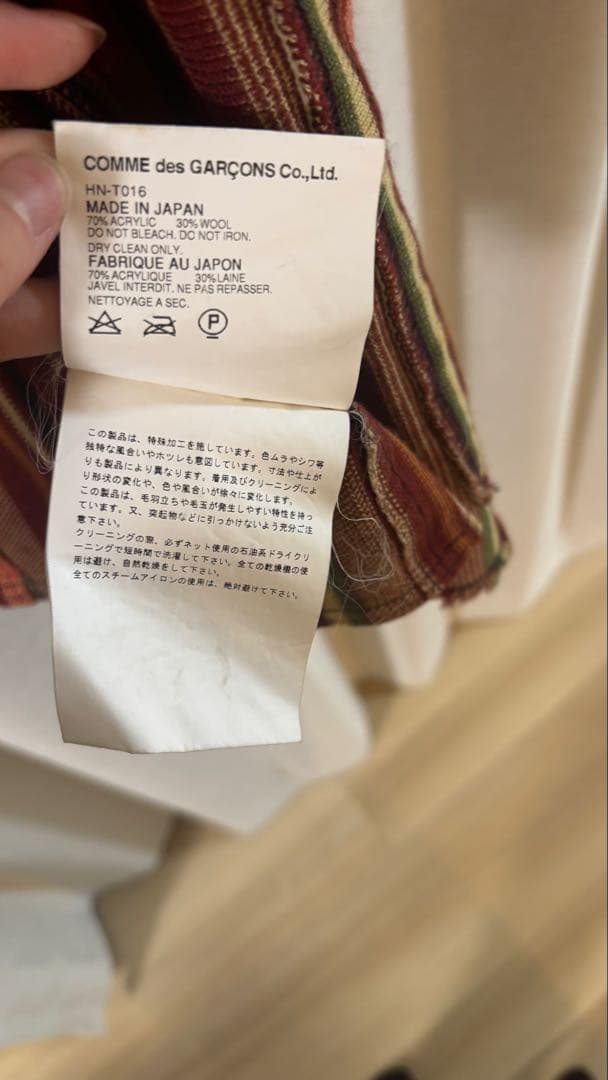 COMME des GARÇONS Co.,Ltd.
HN-T016
MADE IN JAPAN
70% ACRYLIC 30% WOOL
DO NOT BLEACH. DO NOT IRON.
DRY CLEAN ONLY.
FABRIQUE AU JAPON
70% ACRYLIQUE 30% LAINE
JAVEL INTERDIT. NE PAS REPASSER.
NETTOYAGE A SEC.
P
この製品は、特殊加工を施しています。色ムラやシワ等
独特な風合いやホツレも意図しています。寸法や仕上が
りも製品により異なります。着用及びクリーニングによ
り形状の変化や、色や風合いが徐々に変化します。
この製品は、毛羽立ちや毛玉が発生しやすい特性を持っ
ています。又、突起物などに引っかけないよう充分ご注
意下さい。
クリーニングの際、必ずネット使用の石油系ドライクリ
ーニングで短時間で洗濯して下さい。全ての乾燥機の使
用は避け、自然乾燥をして下さい。
全てのスチームアイロンの使用は、絶対避けて下さい。